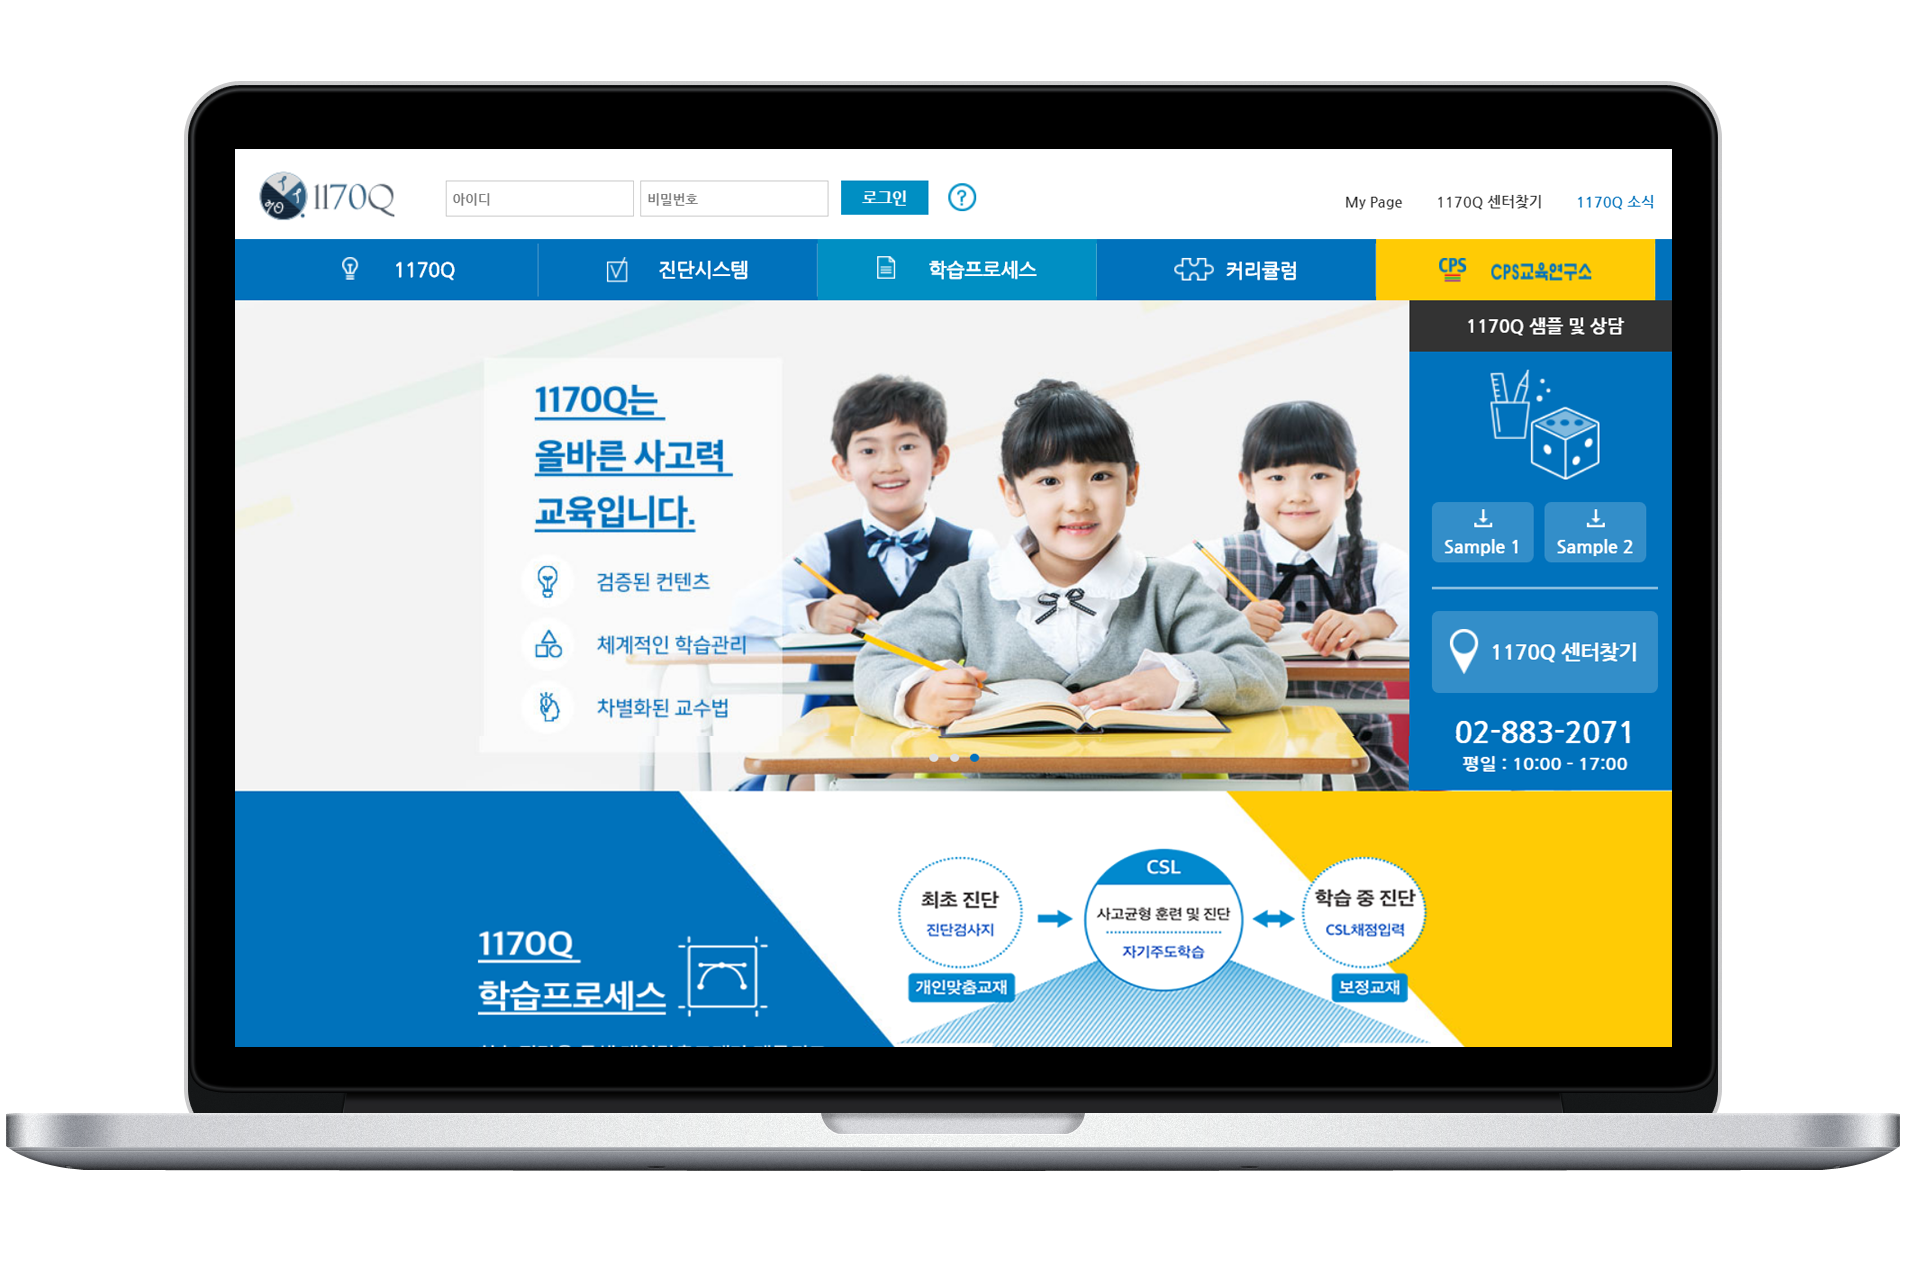 1170Q
아이디
비밀번호
로그인
?
My Page
1170Q 센터찾기
1170Q 소식
1170Q
진단시스템
학습프로세스
커리큘럼
CPS
CPS교육연구소
1170Q 샘플 및 상담
1170Q는
올바른 사고력
교육입니다.
검증된 컨텐츠
체계적인 학습관리
차별화된 교수법
Sample 1
Sample 2
1170Q 센터찾기
02-883-2071
평일 : 10:00 - 17:00
1170Q
학습프로세스
최초 진단
진단검사지
개인맞춤교재
CSL
사고균형 훈련 및 진단
자기주도학습
학습 중 진단
CSL채점입력
보정교재